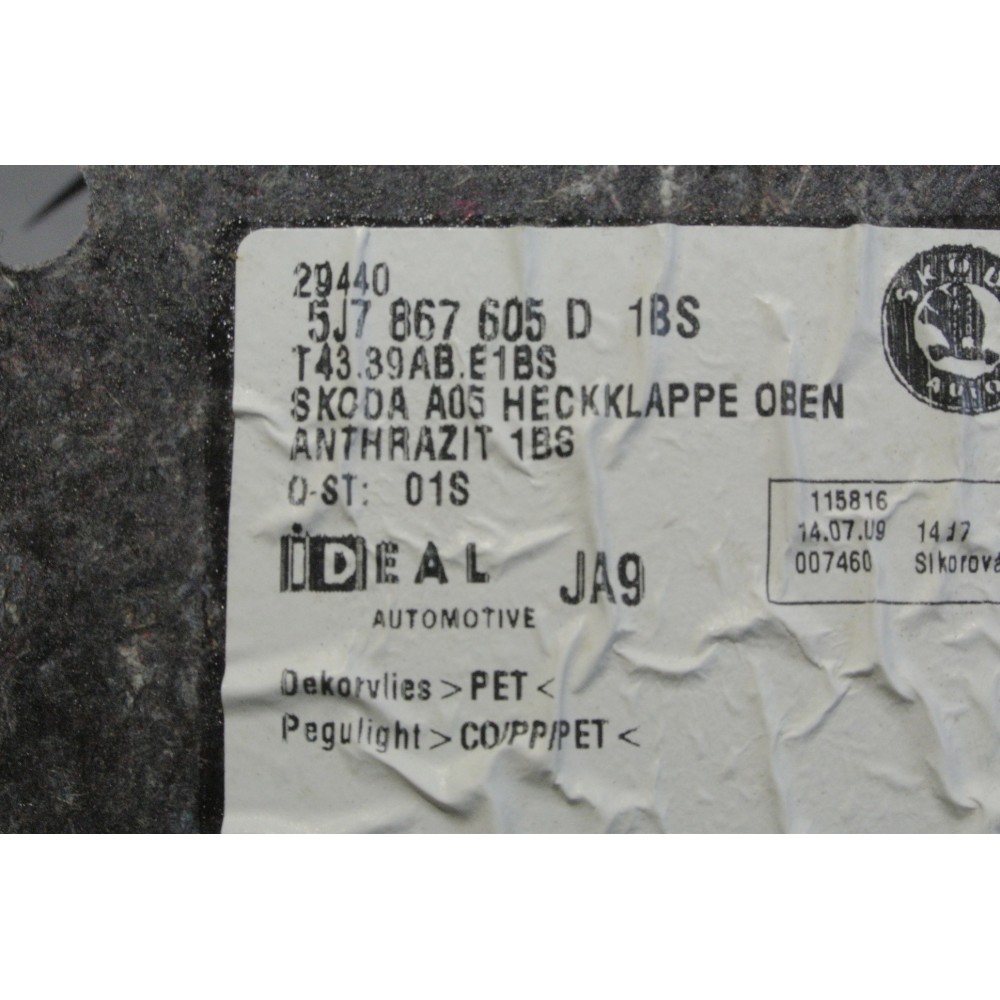 29440
5J7 867 605 D 1BS
T43.39AB.E1BS
SKODA A05 HECKKLAPPE OBEN
ANTHRAZIT 1BS
Q-ST: 01S
iDEAL JA9
AUTOMOTIVE
115816
14.07.09
007460 Sikorová
Dekorvlies > PET <
Pegulight > CO/PP/PET <